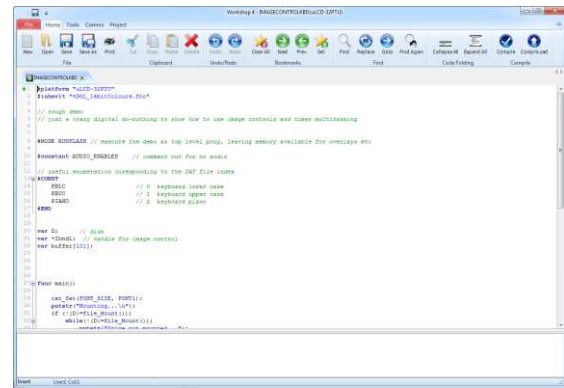 Workshop 4 - [IMAGECONTROL.KBD(uLCD-32PTU)]
File Home Tools Comms Project
New Open Save Save As Print Cut Copy Paste Delete Undo Redo Clear All Next Prev Set Find Replace Goto Find Again Collapse All Expand All Compile Comp'nLoad
File Clipboard Undo/Redo Bookmarks Find Code Folding Compile
#platform "uLCD-32PTU"
#inherit "4DGL_16bitColours.fnc"
// rough demo
// just a crazy digital do-nothing to show how to use image controls and timer multitasking
#MODE RUNFLASH // execute the demo as top level prog, leaving memory available for overlays etc
#constant AUDIO_ENABLED // comment out for no audio
// useful enumeration coresponding to the DAT file index
#CONST
KBLC // 0 keyboard lower case
KBUC // 1 keyboard upper case
PIANO // 2 keyboard piano
#END
var D; // disk
var *Ihndl; // handle for image control
var buffer[101];
func main()
txt_Set(FONT_SIZE, FONT1);
putstr("Mounting...\n");
if (!(D:=file_Mount()))
while(!(D:=file_Mount()))
Insert Line:1 Col:1